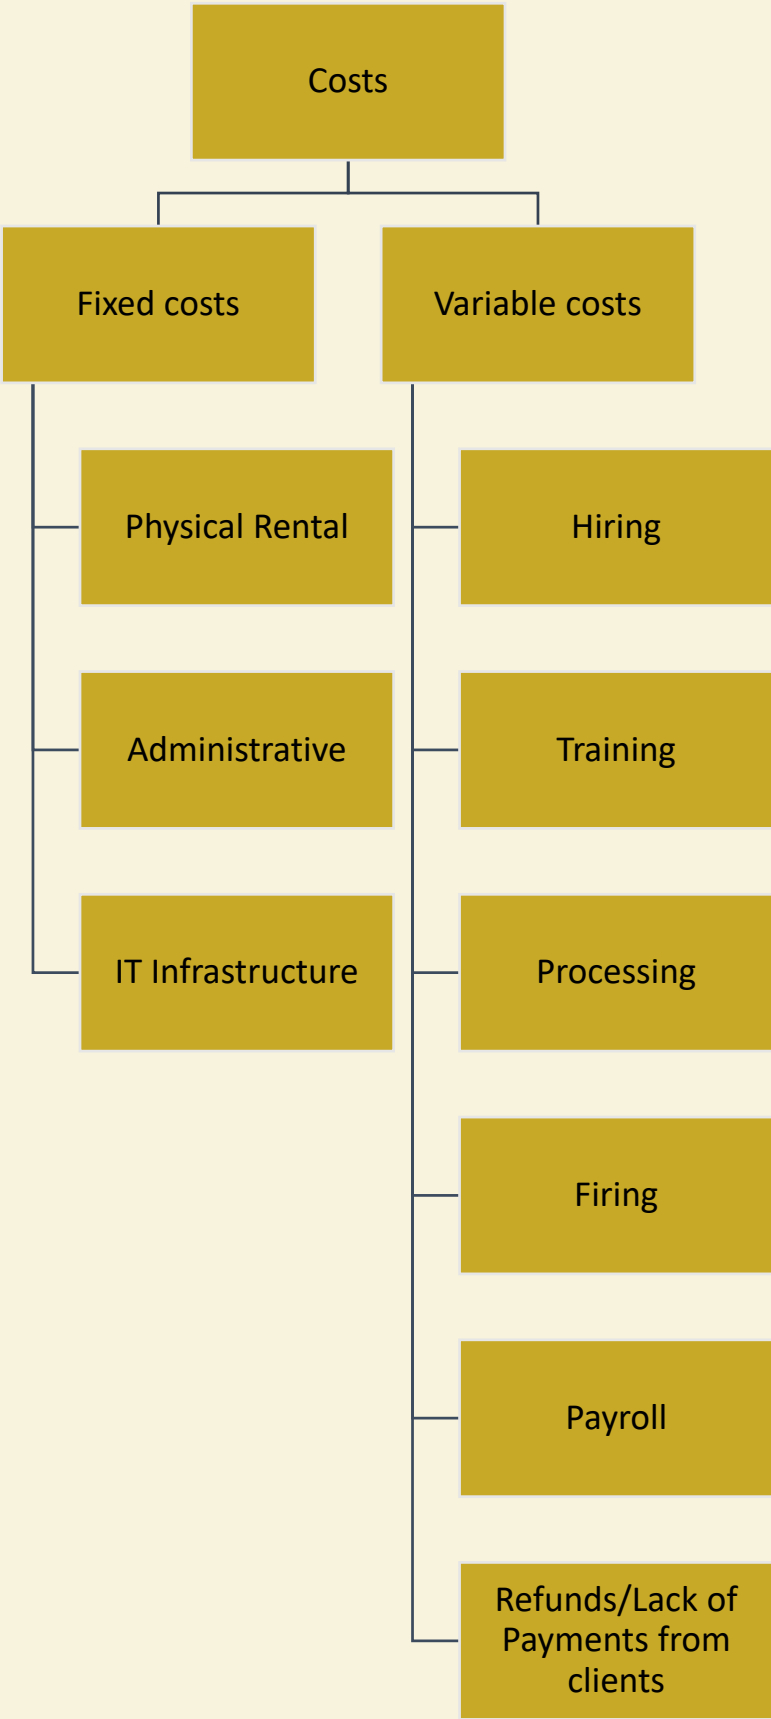 Costs
Fixed costs
Variable costs
Physical Rental
Hiring
Administrative
Training
IT Infrastructure
Processing
Firing
Payroll
Refunds/Lack of
Payments from
clients